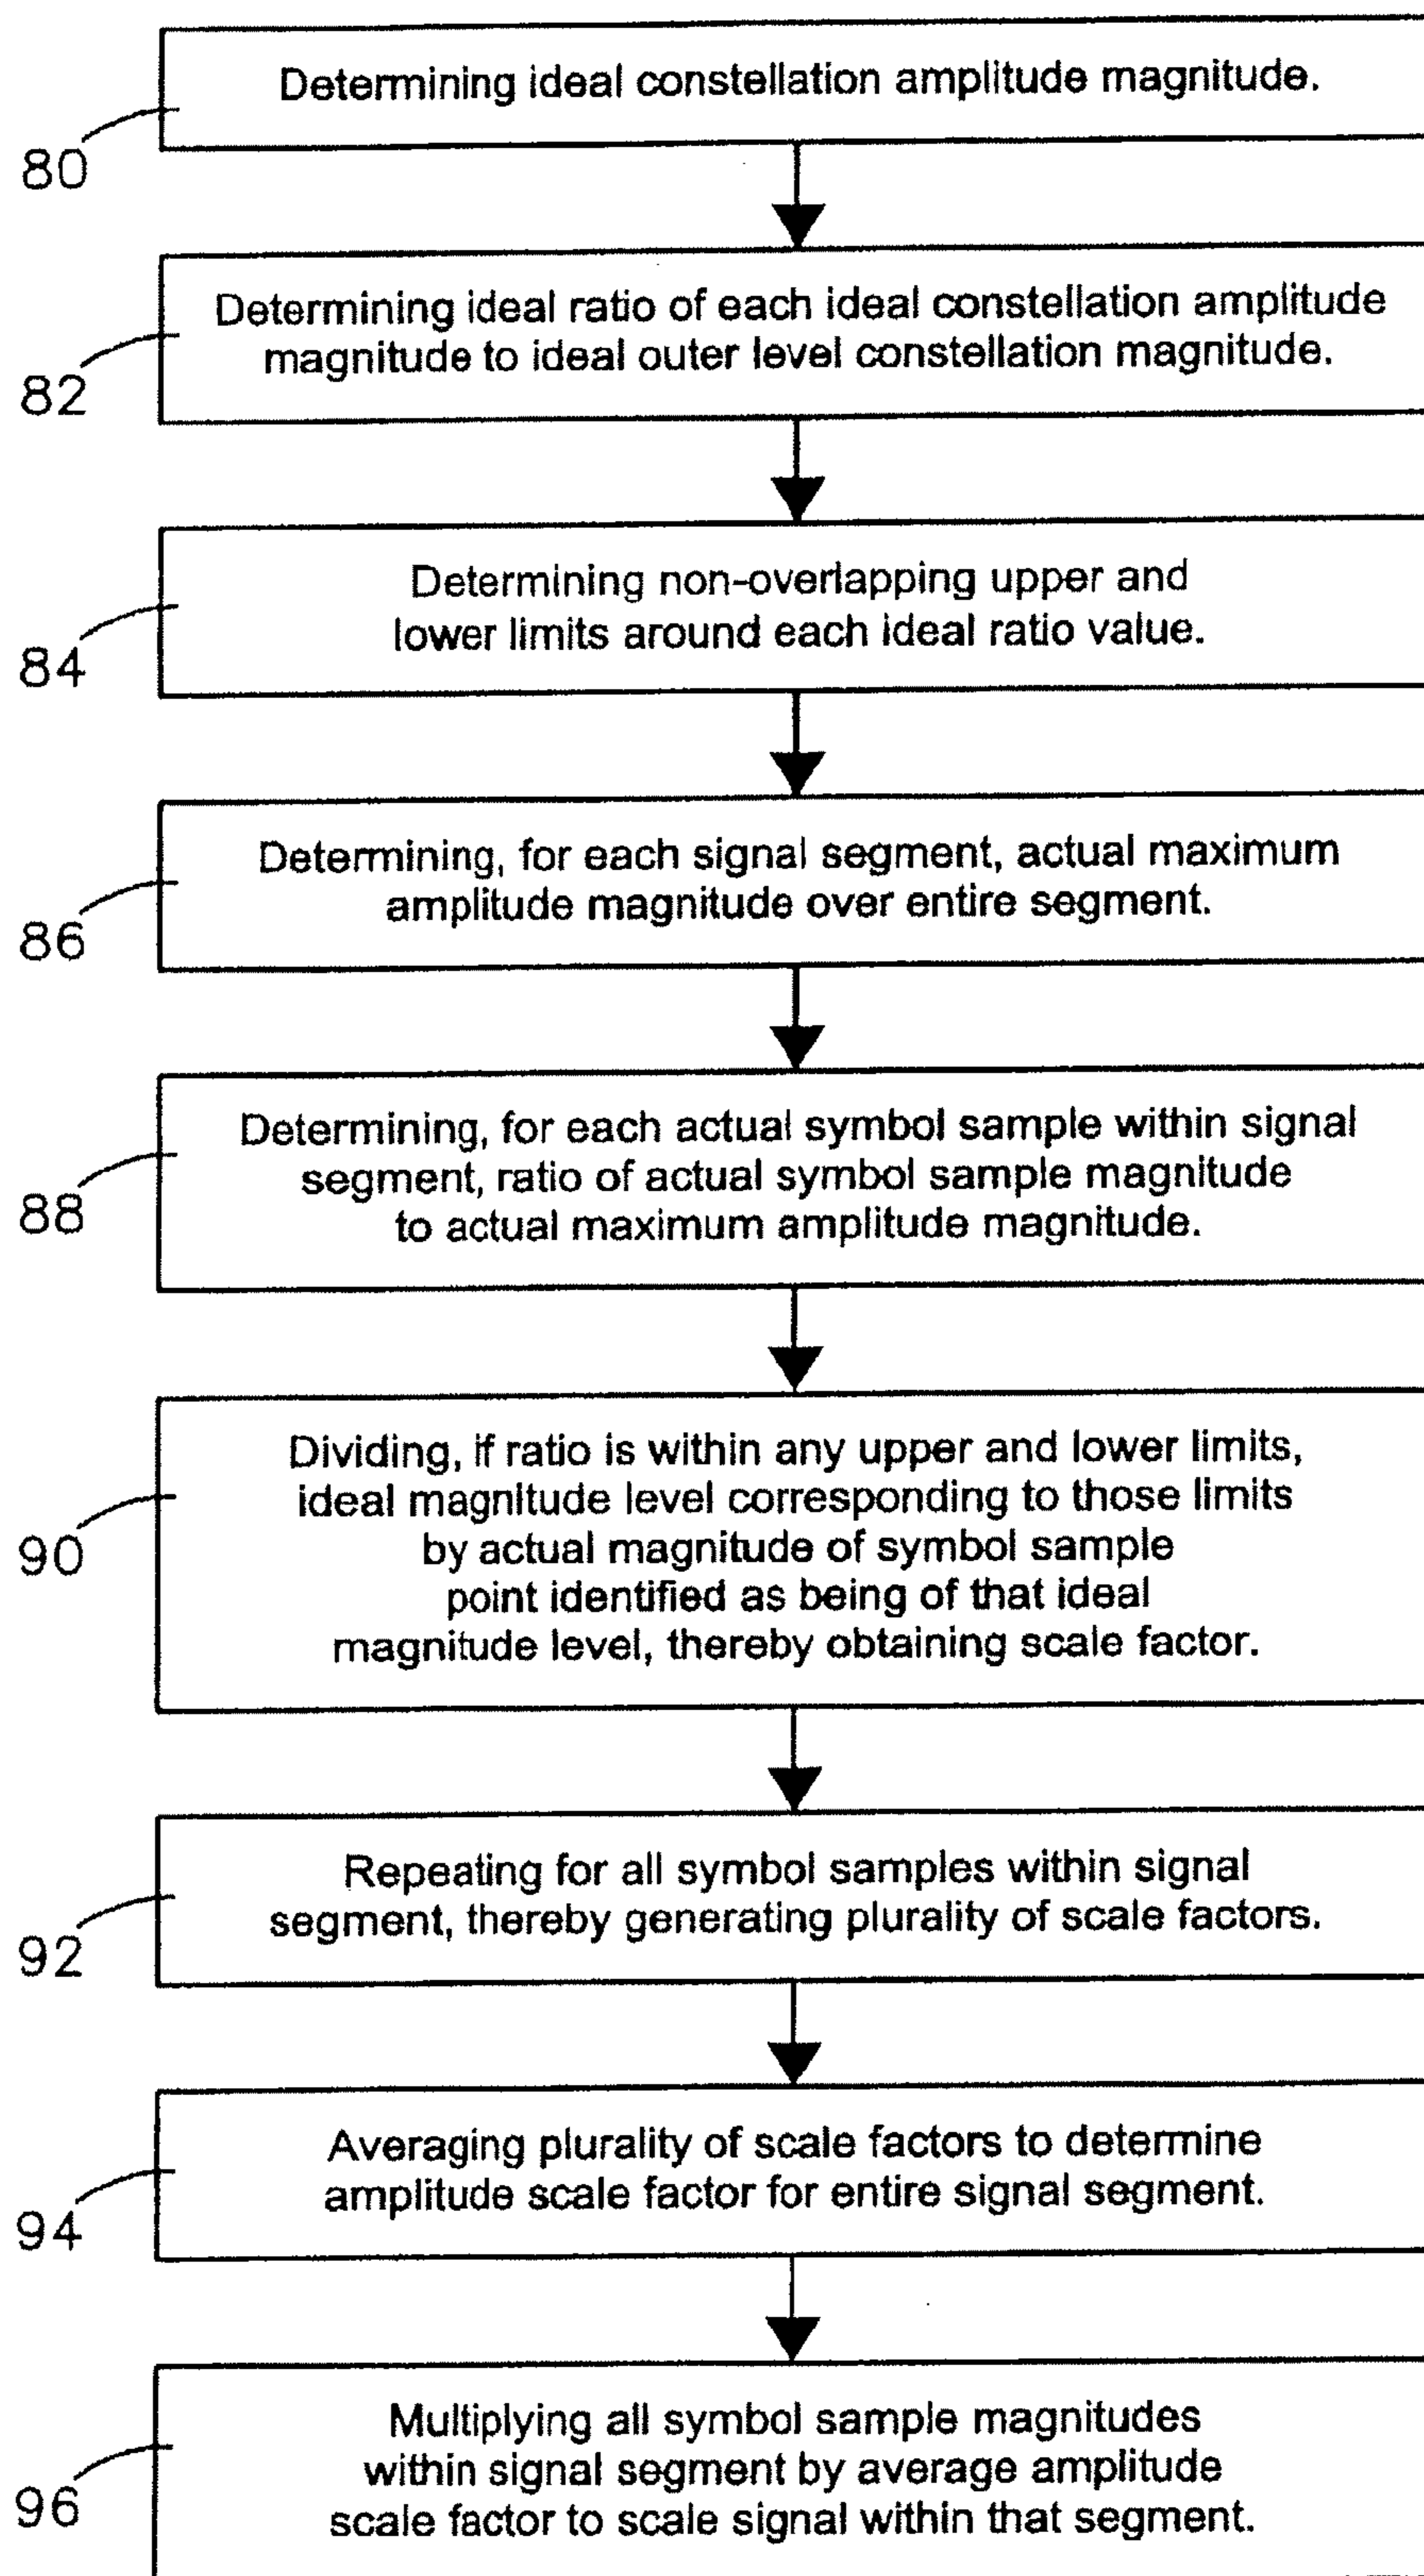 Determining ideal constellation amplitude magnitude.
80
Determining ideal ratio of each ideal constellation amplitude
magnitude to ideal outer level constellation magnitude.
82
Determining non-overlapping upper and
lower limits around each ideal ratio value.
84
Determining, for each signal segment, actual maximum
amplitude magnitude over entire segment.
86
Determining, for each actual symbol sample within signal
segment, ratio of actual symbol sample magnitude
to actual maximum amplitude magnitude.
88
Dividing, if ratio is within any upper and lower limits,
ideal magnitude level corresponding to those limits
by actual magnitude of symbol sample
point identified as being of that ideal
magnitude level, thereby obtaining scale factor.
90
Repeating for all symbol samples within signal
segment, thereby generating plurality of scale factors.
92
Averaging plurality of scale factors to determine
amplitude scale factor for entire signal segment.
94
Multiplying all symbol sample magnitudes
within signal segment by average amplitude
scale factor to scale signal within that segment.
96